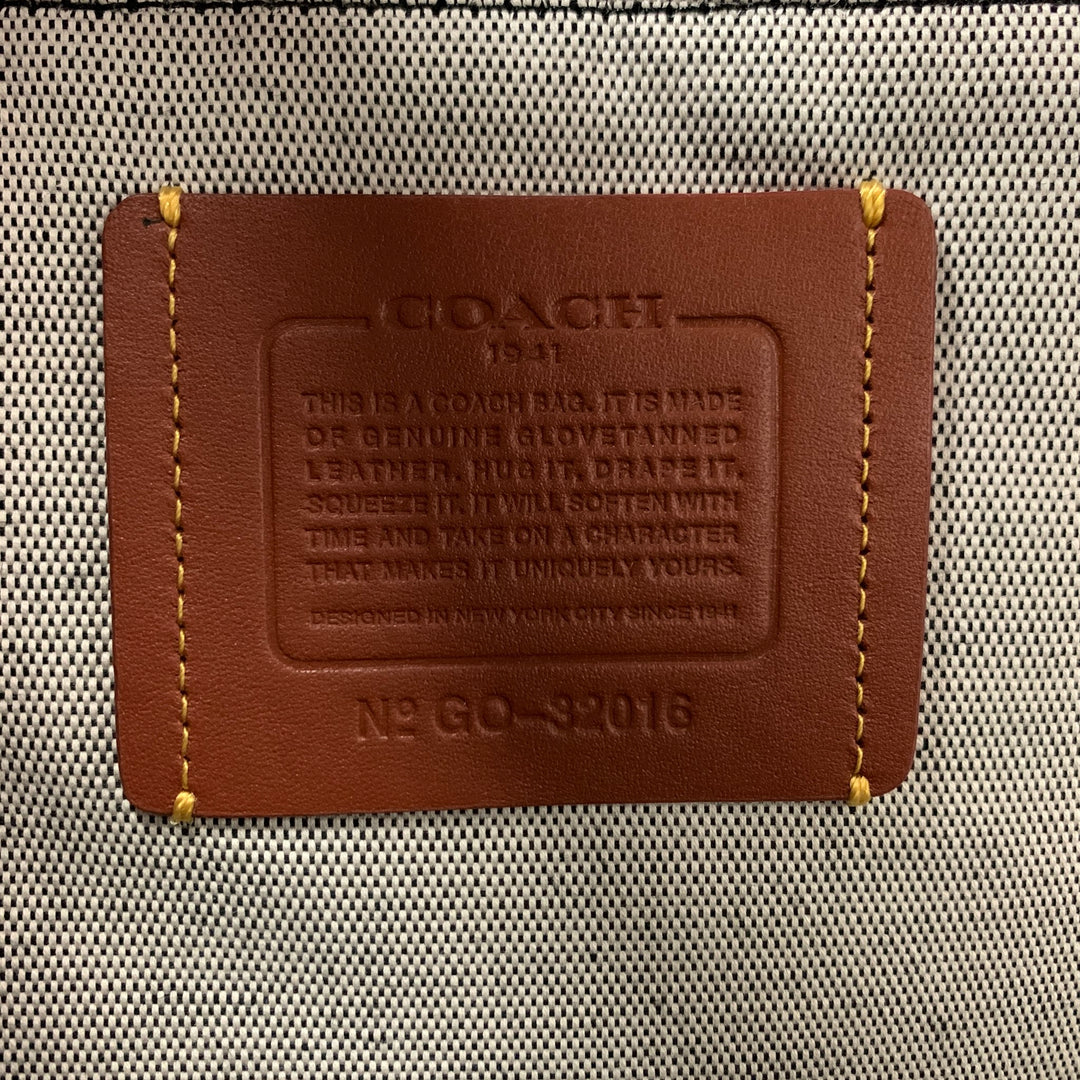 COACH
1941
THIS IS A COACH BAG. IT IS MADE
OF GENUINE GLOVETANNED
LEATHER. HUG IT, DRAPE IT,
SQUEEZE IT. IT WILL SOFTEN WITH
TIME AND TAKE ON A CHARACTER
THAT MAKES IT UNIQUELY YOURS.
DESIGNED IN NEW YORK CITY SINCE 1941
Nº GO-32016